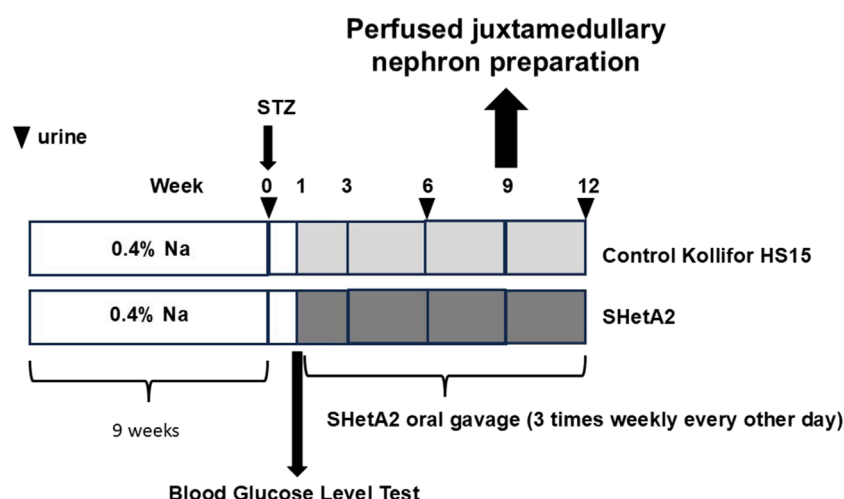 Perfused juxtamedullary
nephron preparation
STZ
urine
Week 0 1 3 6 9 12
0.4% Na
Control Kollifor HS15
0.4% Na
SHetA2
SHetA2 oral gavage (3 times weekly every other day)
9 weeks
Blood Glucose Level Test